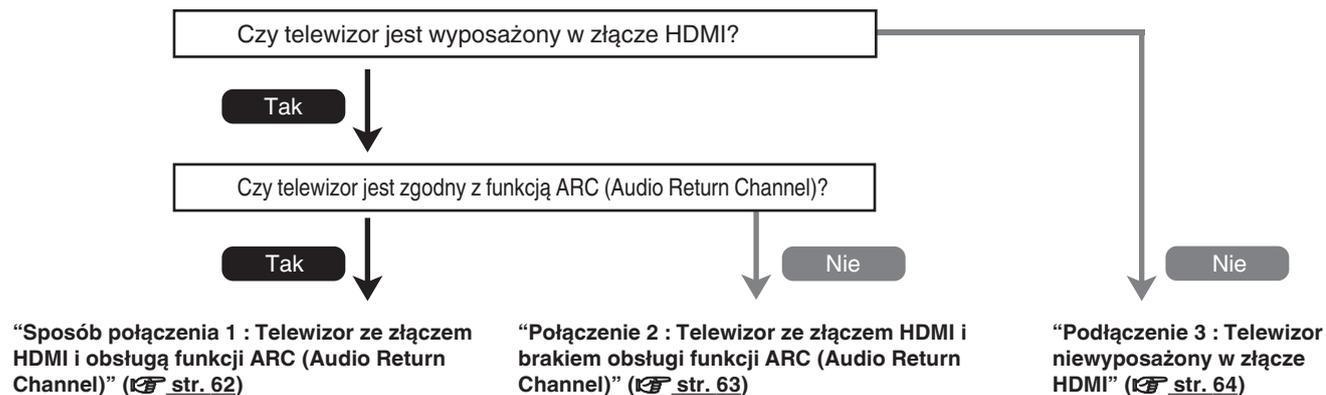 Czy telewizor jest wyposażony w złącze HDMI?
Tak
Czy telewizor jest zgodny z funkcją ARC (Audio Return Channel)?
Tak
Nie
Nie
“Sposób połączenia 1 : Telewizor ze złączem
HDMI i obsługą funkcji ARC (Audio Return
Channel)” (☞ str. 62)
“Połączenie 2 : Telewizor ze złączem HDMI i
brakiem obsługi funkcji ARC (Audio Return
Channel)” (☞ str. 63)
“Podłączenie 3 : Telewizor
niewyposażony w złącze
HDMI” (☞ str. 64)